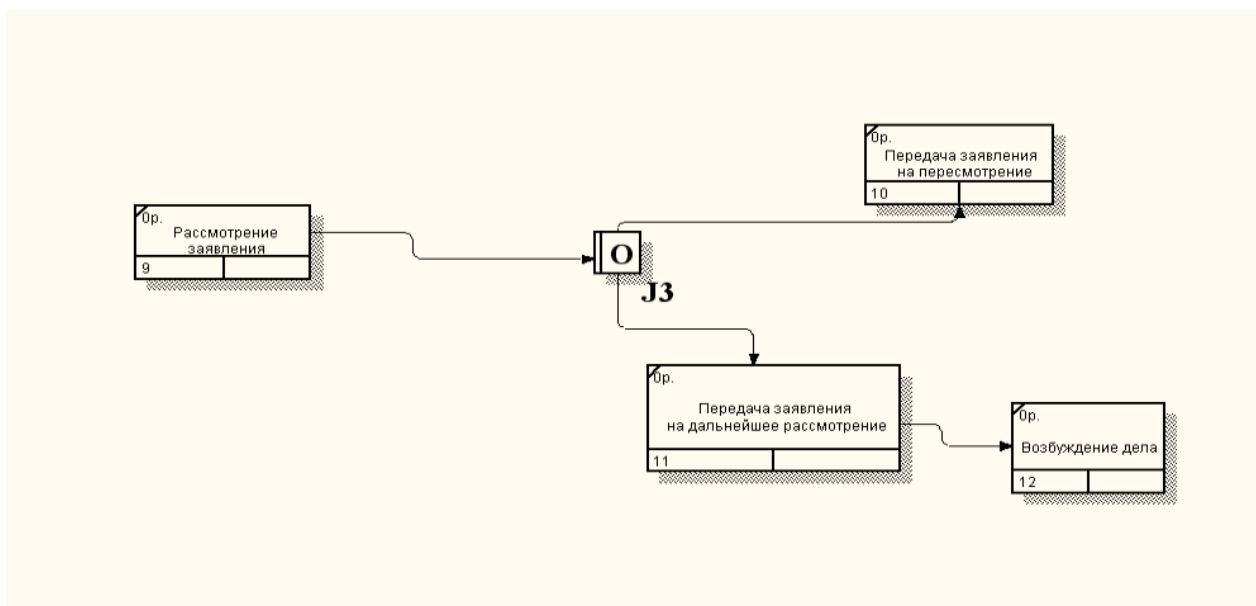 0р.
Передача заявления
на пересмотрение
10
0р.
Рассмотрение
заявления
9
O
J3
0р.
Передача заявления
на дальнейшее рассмотрение
11
0р.
Возбуждение дела
12